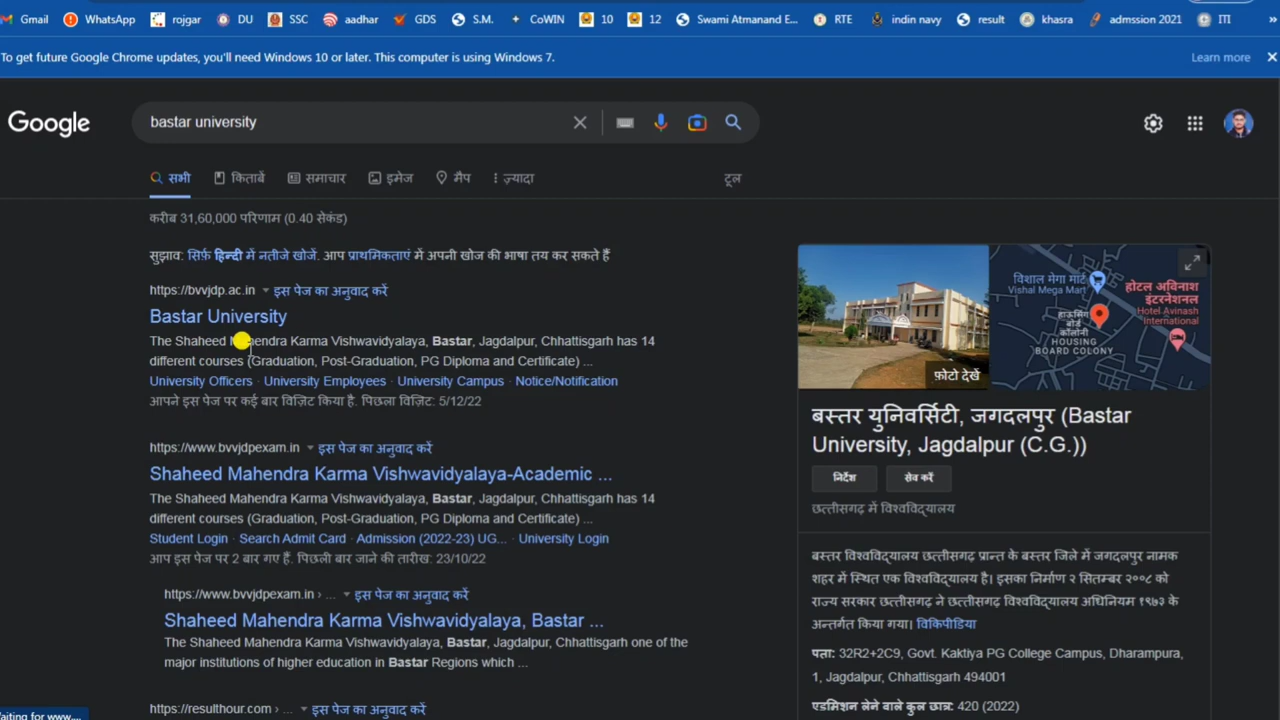 Gmail WhatsApp rojgar DU SSC aadhar GDS S.M. CoWIN 10 12 Swami Atmanand E... RTE indin navy result khasra admssion 2021 ITI »
To get future Google Chrome updates, you'll need Windows 10 or later. This computer is using Windows 7. Learn more
Google bastar university
सभी किताबें समाचार इमेज मैप ज़्यादा टूल
करीब 31,60,000 परिणाम (0.40 सेकंड)
सुझाव: सिर्फ़ हिन्दी में नतीजे खोजें. आप प्राथमिकताएं में अपनी खोज की भाषा तय कर सकते हैं
https://bvvjdp.ac.in इस पेज का अनुवाद करें
Bastar University
The Shaheed Mahendra Karma Vishwavidyalaya, Bastar, Jagdalpur, Chhattisgarh has 14
different courses (Graduation, Post-Graduation, PG Diploma and Certificate) ...
University Officers · University Employees · University Campus · Notice/Notification
आपने इस पेज पर कई बार विज़िट किया है. पिछला विज़िट: 5/12/22
https://www.bvvjdpexam.in इस पेज का अनुवाद करें
Shaheed Mahendra Karma Vishwavidyalaya-Academic ...
The Shaheed Mahendra Karma Vishwavidyalaya, Bastar, Jagdalpur, Chhattisgarh has 14
different courses (Graduation, Post-Graduation, PG Diploma and Certificate) ...
Student Login · Search Admit Card · Admission (2022-23) UG... · University Login
आप इस पेज पर 2 बार गए हैं. पिछली बार जाने की तारीख: 23/10/22
https://www.bvvjdpexam.in › ... इस पेज का अनुवाद करें
Shaheed Mahendra Karma Vishwavidyalaya, Bastar ...
The Shaheed Mahendra Karma Vishwavidyalaya, Bastar, Jagdalpur, Chhattisgarh one of the
major institutions of higher education in Bastar Regions which ...
https://resulthour.com › ... इस पेज का अनुवाद करें
Waiting for www....
फ़ोटो देखें
विशाल मेगा मार्ट
Vishal Mega Mart
होटल अविनाश
इंटरनेशनल
Hotel Avinash
International
हाऊसिंग
बोर्ड
कॉलोनी
HOUSING
BOARD COLONY
बस्तर युनिवर्सिटी, जगदलपुर (Bastar
University, Jagdalpur (C.G.))
निर्देश सेव करें
छत्तीसगढ़ में विश्वविद्यालय
बस्तर विश्वविद्यालय छत्तीसगढ़ प्रान्त के बस्तर जिले में जगदलपुर नामक
शहर में स्थित एक विश्वविद्यालय है। इसका निर्माण २ सितम्बर २००८ को
राज्य सरकार छत्तीसगढ़ ने छत्तीसगढ़ विश्वविद्यालय अधिनियम १९७३ के
अन्तर्गत किया गया। विकिपीडिया
पता: 32R2+2C9, Govt. Kaktiya PG College Campus, Dharampura,
1, Jagdalpur, Chhattisgarh 494001
एडमिशन लेने वाले कुल छात्र: 420 (2022)